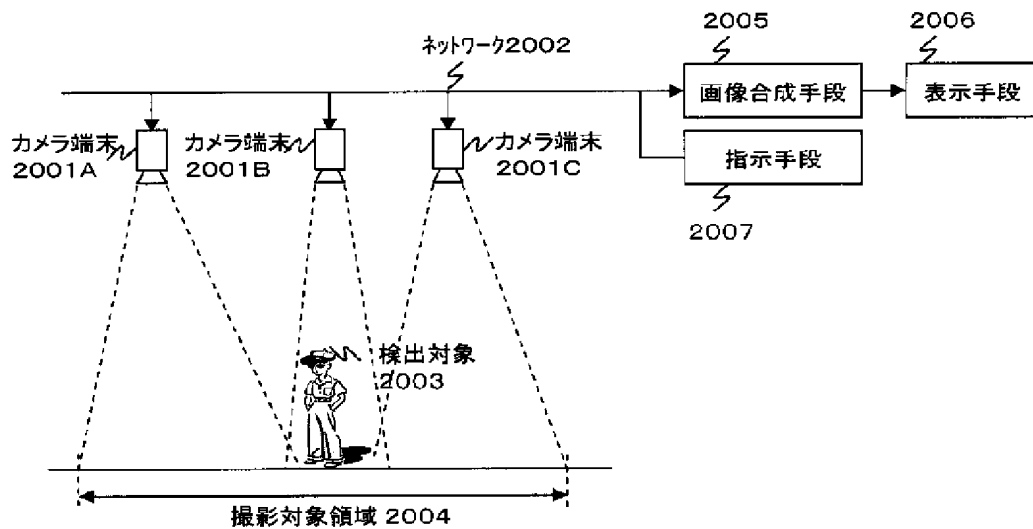 2005
2006
ネットワーク2002
画像合成手段
表示手段
カメラ端末
2001A
カメラ端末
2001B
カメラ端末
2001C
指示手段
2007
検出対象
2003
撮影対象領域 2004